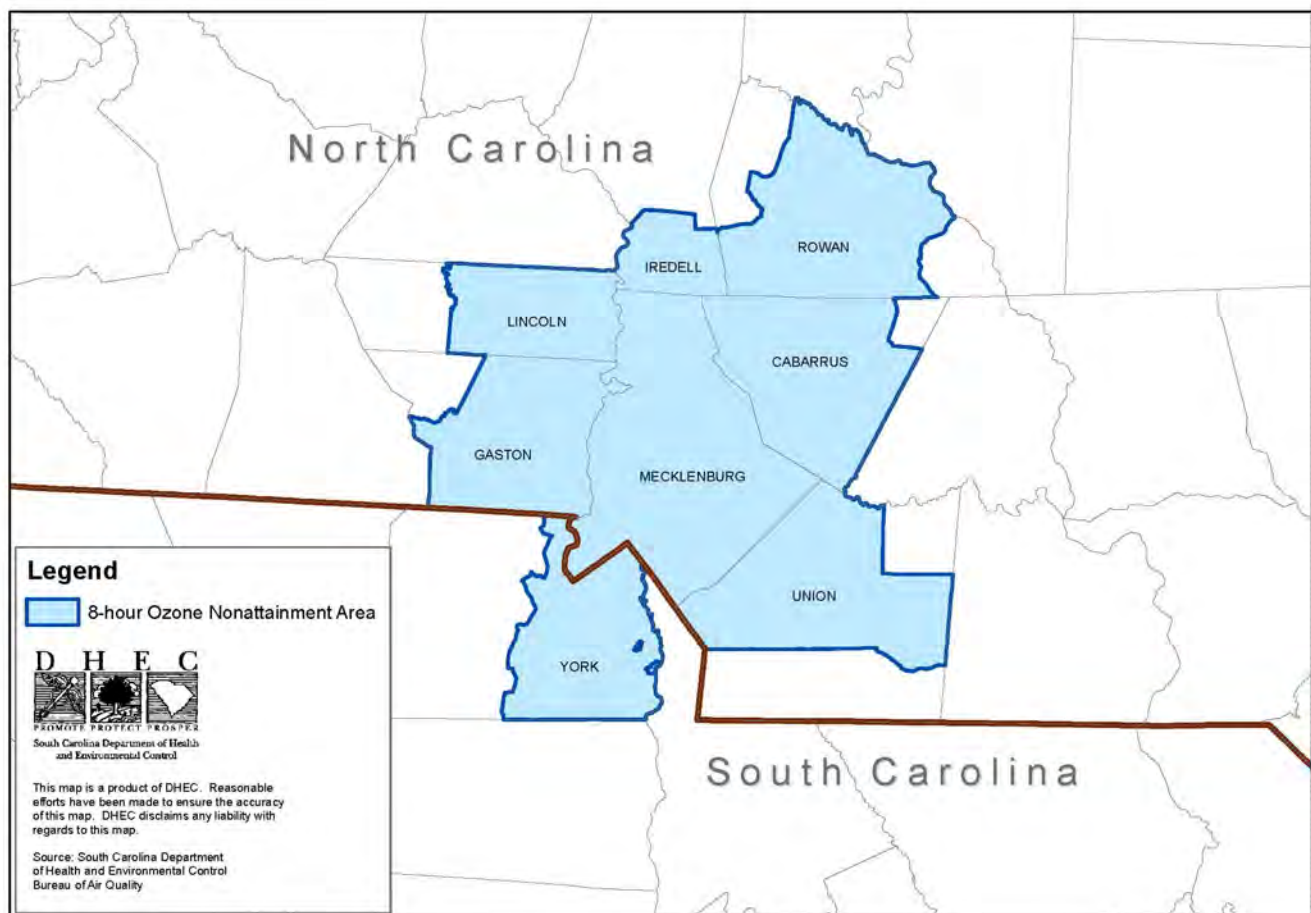 North Carolina
ROWAN
IREDELL
LINCOLN
CABARRUS
GASTON
MECKLENBURG
UNION
YORK
South Carolina
Legend
8-hour Ozone Nonattainment Area
D H E C
PROMOTE PROTECT PROSPER
South Carolina Department of Health
and Environmental Control
This map is a product of DHEC. Reasonable
efforts have been made to ensure the accuracy
of this map. DHEC disclaims any liability with
regards to this map.
Source: South Carolina Department
of Health and Environmental Control
Bureau of Air Quality